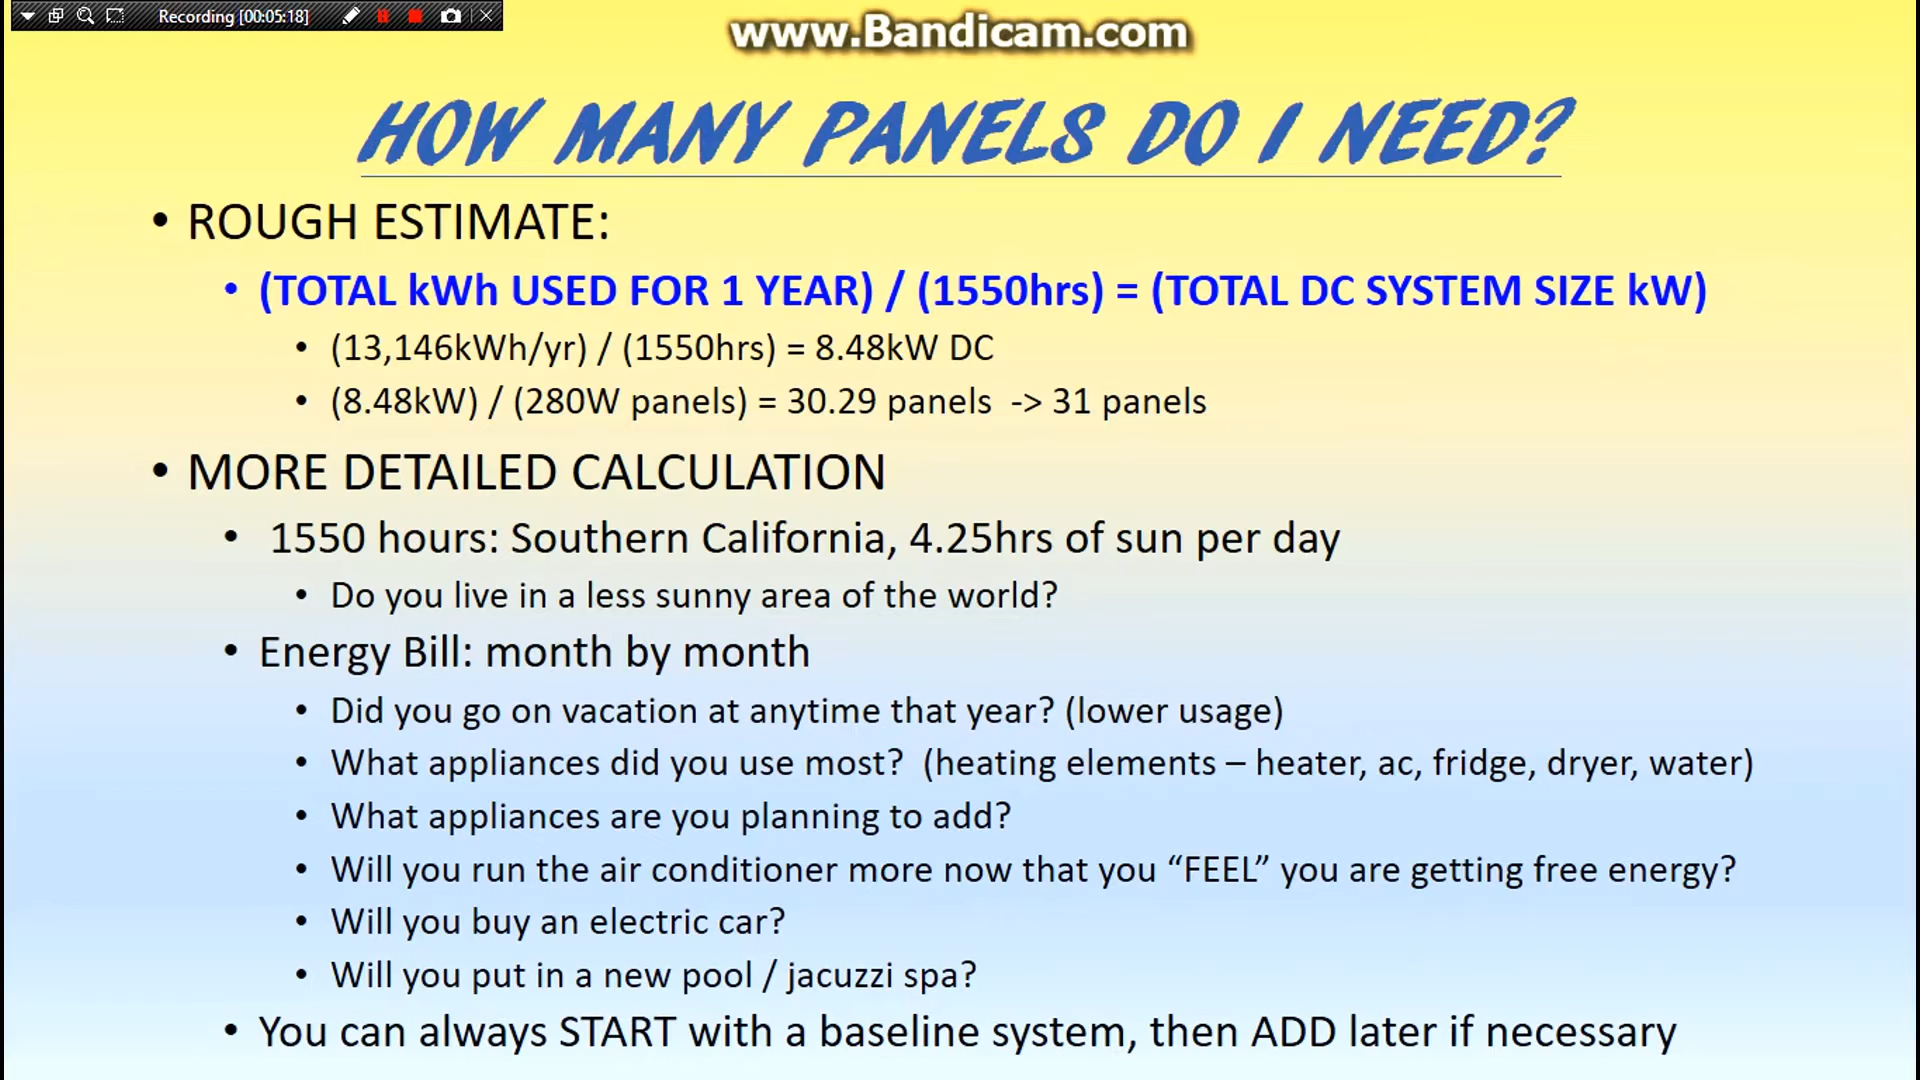 Recording [00:05:18]
www.Bandicam.com
HOW MANY PANELS DO I NEED?
• ROUGH ESTIMATE:
• (TOTAL kWh USED FOR 1 YEAR) / (1550hrs) = (TOTAL DC SYSTEM SIZE kW)
• (13,146kWh/yr) / (1550hrs) = 8.48kW DC
• (8.48kW) / (280W panels) = 30.29 panels -> 31 panels
• MORE DETAILED CALCULATION
• 1550 hours: Southern California, 4.25hrs of sun per day
• Do you live in a less sunny area of the world?
• Energy Bill: month by month
• Did you go on vacation at anytime that year? (lower usage)
• What appliances did you use most? (heating elements – heater, ac, fridge, dryer, water)
• What appliances are you planning to add?
• Will you run the air conditioner more now that you “FEEL” you are getting free energy?
• Will you buy an electric car?
• Will you put in a new pool / jacuzzi spa?
• You can always START with a baseline system, then ADD later if necessary